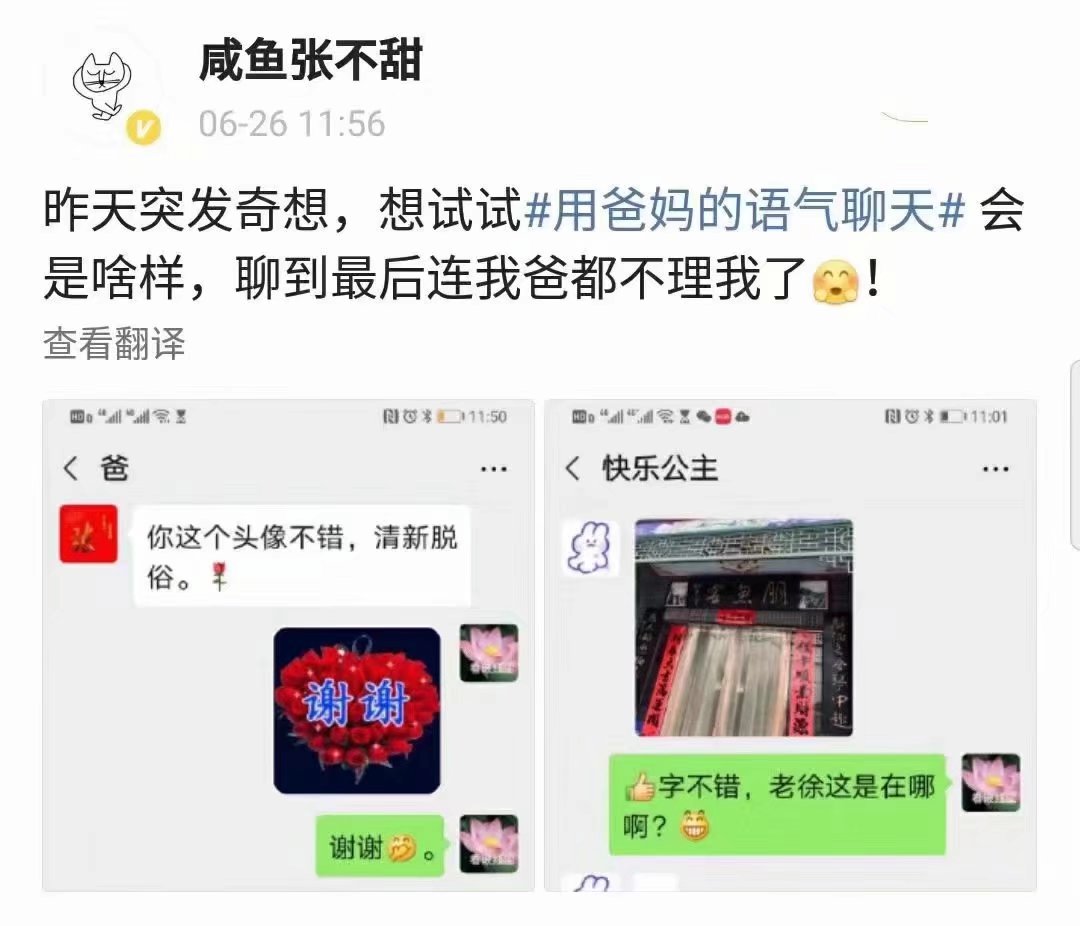 咸鱼张不甜
06-26 11:56
昨天突发奇想，想试试#用爸妈的语气聊天# 会
是啥样，聊到最后连我爸都不理我了🤗！
查看翻译
11:50
爸
你这个头像不错，清新脱
俗。🌹
谢谢
谢谢🤭。
11:01
快乐公主
👍字不错，老徐这是在哪
啊？😁